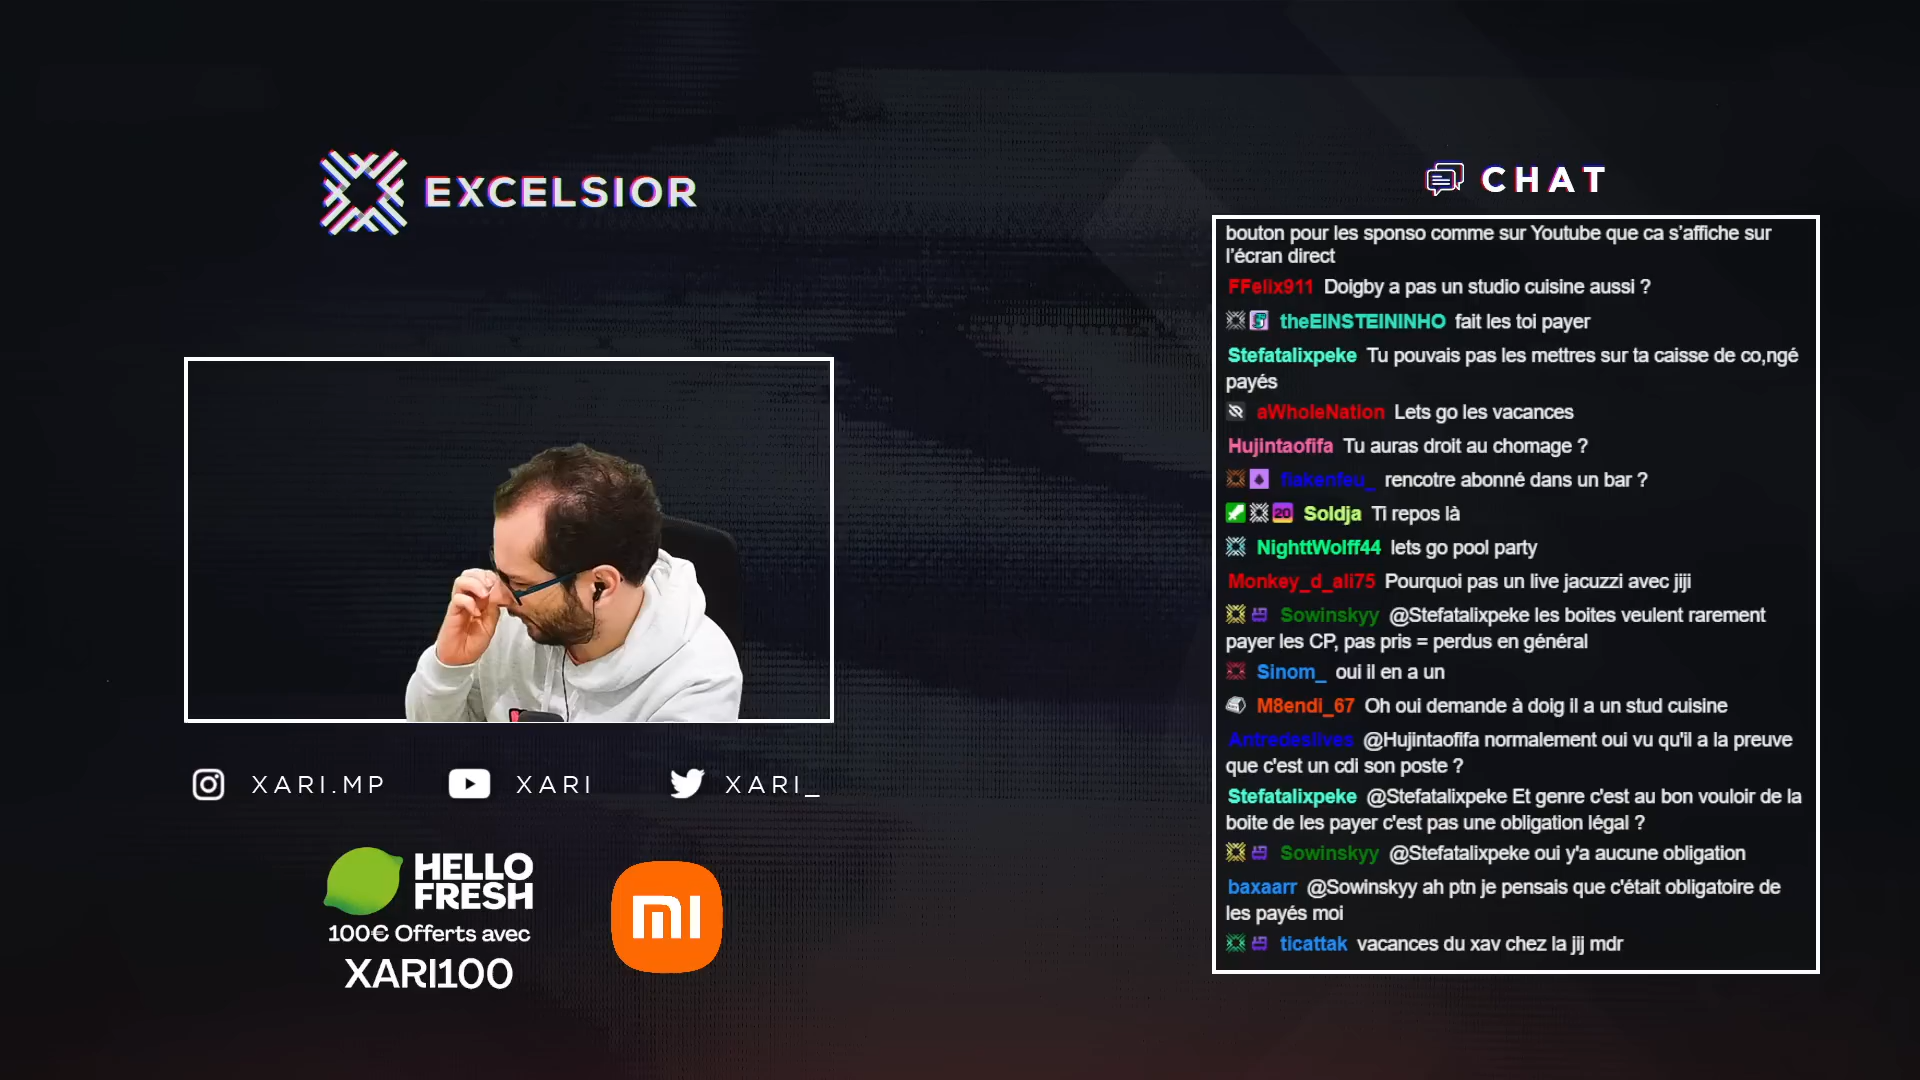 EXCELSIOR
CHAT
bouton pour les sponso comme sur Youtube que ca s'affiche sur
l'écran direct
FFelix911 Doigby a pas un studio cuisine aussi ?
theEINSTEININHO fait les toi payer
Stefatalixpeke Tu pouvais pas les mettres sur ta caisse de co,ngé
payés
aWholeNation Lets go les vacances
Hujintaofifa Tu auras droit au chomage ?
flakenfeu_ rencotre abonné dans un bar ?
20 Soldja Ti repos là
NighttWolff44 lets go pool party
Monkey_d_ali75 Pourquoi pas un live jacuzzi avec jiji
Sowinskyy @Stefatalixpeke les boites veulent rarement
payer les CP, pas pris = perdus en général
Sinom_ oui il en a un
M8endi_67 Oh oui demande à doig il a un stud cuisine
Antredeslives @Hujintaofifa normalement oui vu qu'il a la preuve
que c'est un cdi son poste ?
Stefatalixpeke @Stefatalixpeke Et genre c'est au bon vouloir de la
boite de les payer c'est pas une obligation légal ?
Sowinskyy @Stefatalixpeke oui y'a aucune obligation
baxaarr @Sowinskyy ah ptn je pensais que c'était obligatoire de
les payés moi
ticattak vacances du xav chez la jij mdr
XARI.MP
XARI
XARI_
HELLO
FRESH
100€ Offerts avec
XARI100
MI